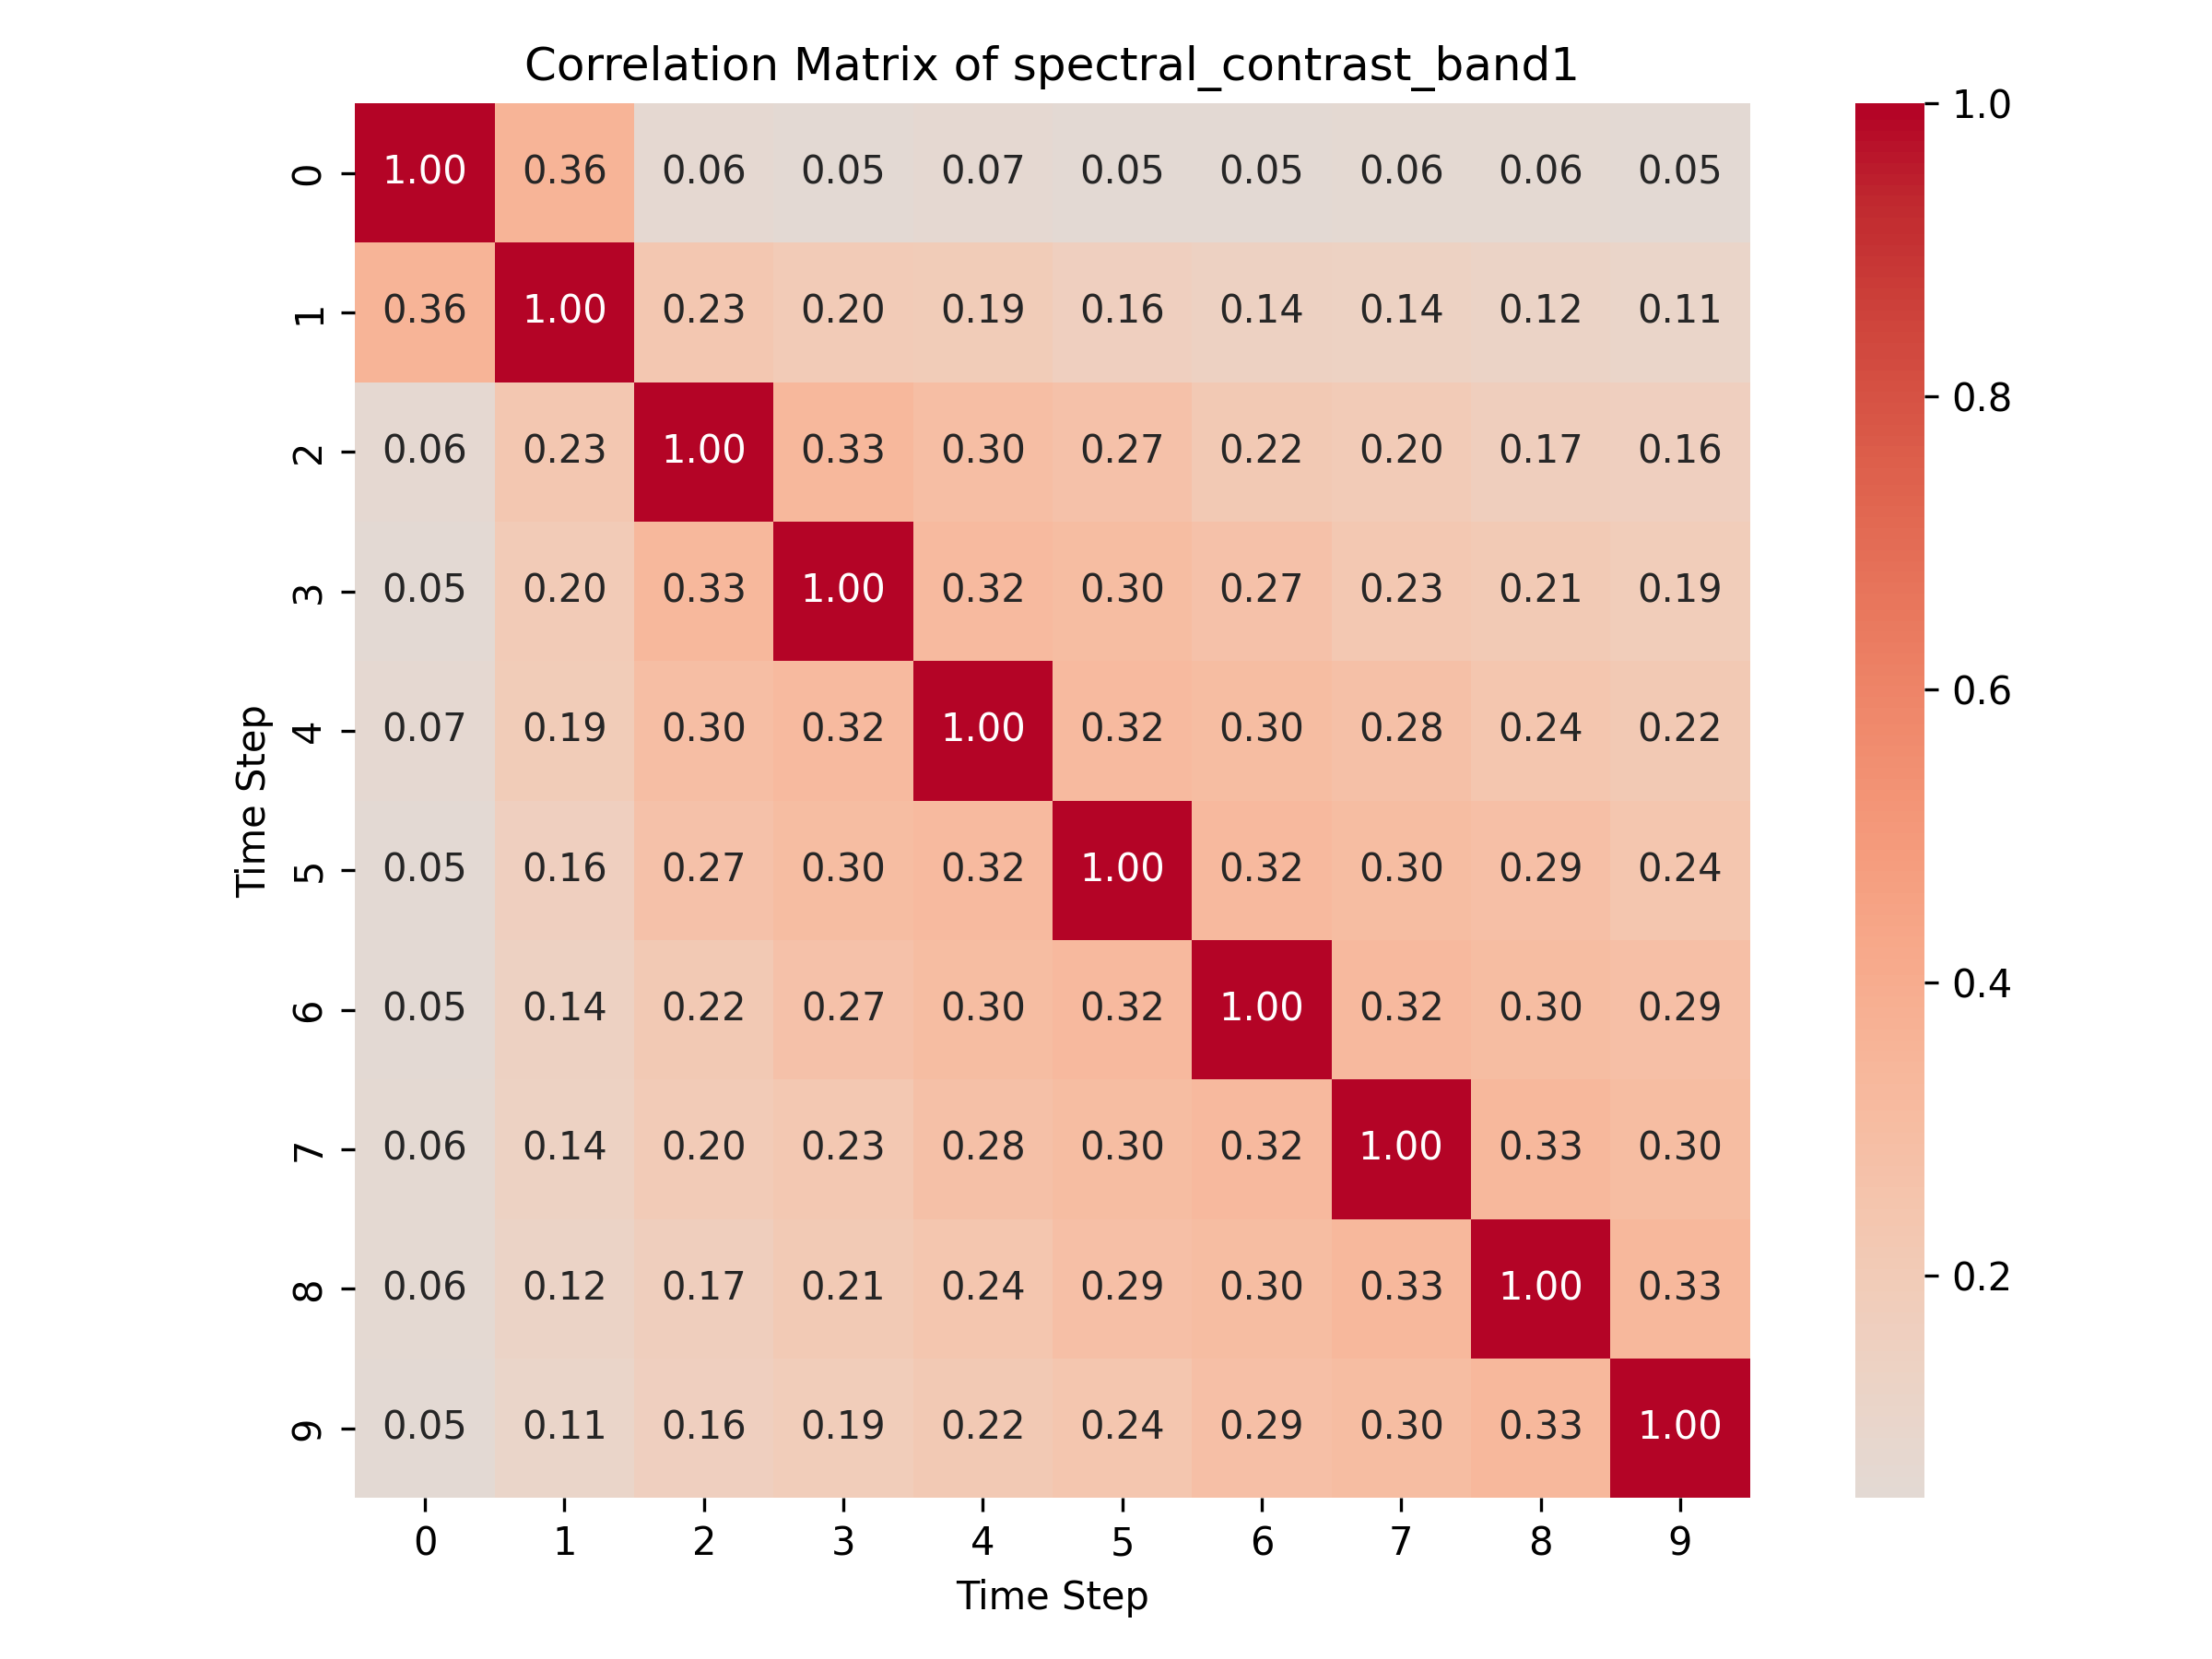 Correlation Matrix of spectral_contrast_band1
0 1.00 0.36 0.06 0.05 0.07 0.05 0.05 0.06 0.06 0.05
1 0.36 1.00 0.23 0.20 0.19 0.16 0.14 0.14 0.12 0.11
2 0.06 0.23 1.00 0.33 0.30 0.27 0.22 0.20 0.17 0.16
3 0.05 0.20 0.33 1.00 0.32 0.30 0.27 0.23 0.21 0.19
4 0.07 0.19 0.30 0.32 1.00 0.32 0.30 0.28 0.24 0.22
5 0.05 0.16 0.27 0.30 0.32 1.00 0.32 0.30 0.29 0.24
6 0.05 0.14 0.22 0.27 0.30 0.32 1.00 0.32 0.30 0.29
7 0.06 0.14 0.20 0.23 0.28 0.30 0.32 1.00 0.33 0.30
8 0.06 0.12 0.17 0.21 0.24 0.29 0.30 0.33 1.00 0.33
9 0.05 0.11 0.16 0.19 0.22 0.24 0.29 0.30 0.33 1.00
0 1 2 3 4 5 6 7 8 9
Time Step
Time Step
1.0
0.8
0.6
0.4
0.2